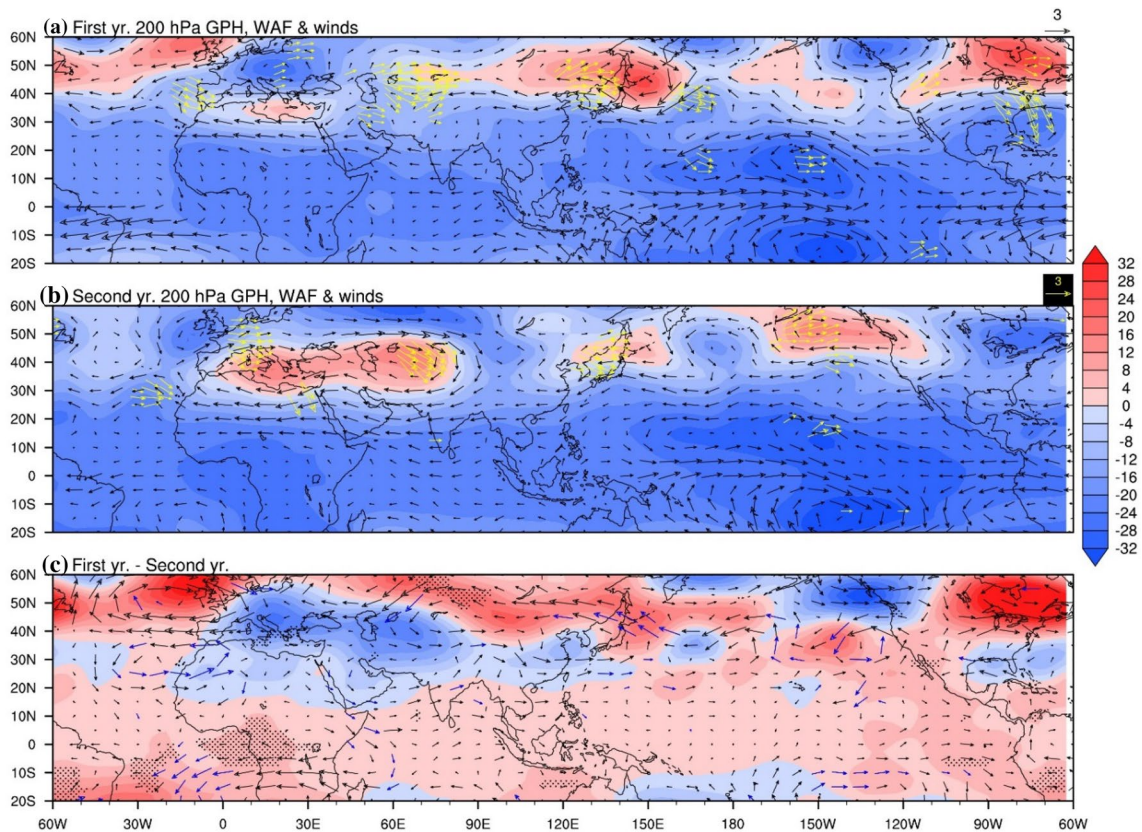 (a) First yr. 200 hPa GPH, WAF & winds
3
60N
50N
40N
30N
20N
10N
0
10S
20S
(b) Second yr. 200 hPa GPH, WAF & winds
3
60N
50N
40N
30N
20N
10N
0
10S
20S
32
28
24
20
16
12
8
4
0
-4
-8
-12
-16
-20
-24
-28
-32
(c) First yr. - Second yr.
60N
50N
40N
30N
20N
10N
0
10S
20S
60W 30W 0 30E 60E 90E 120E 150E 180 150W 120W 90W 60W